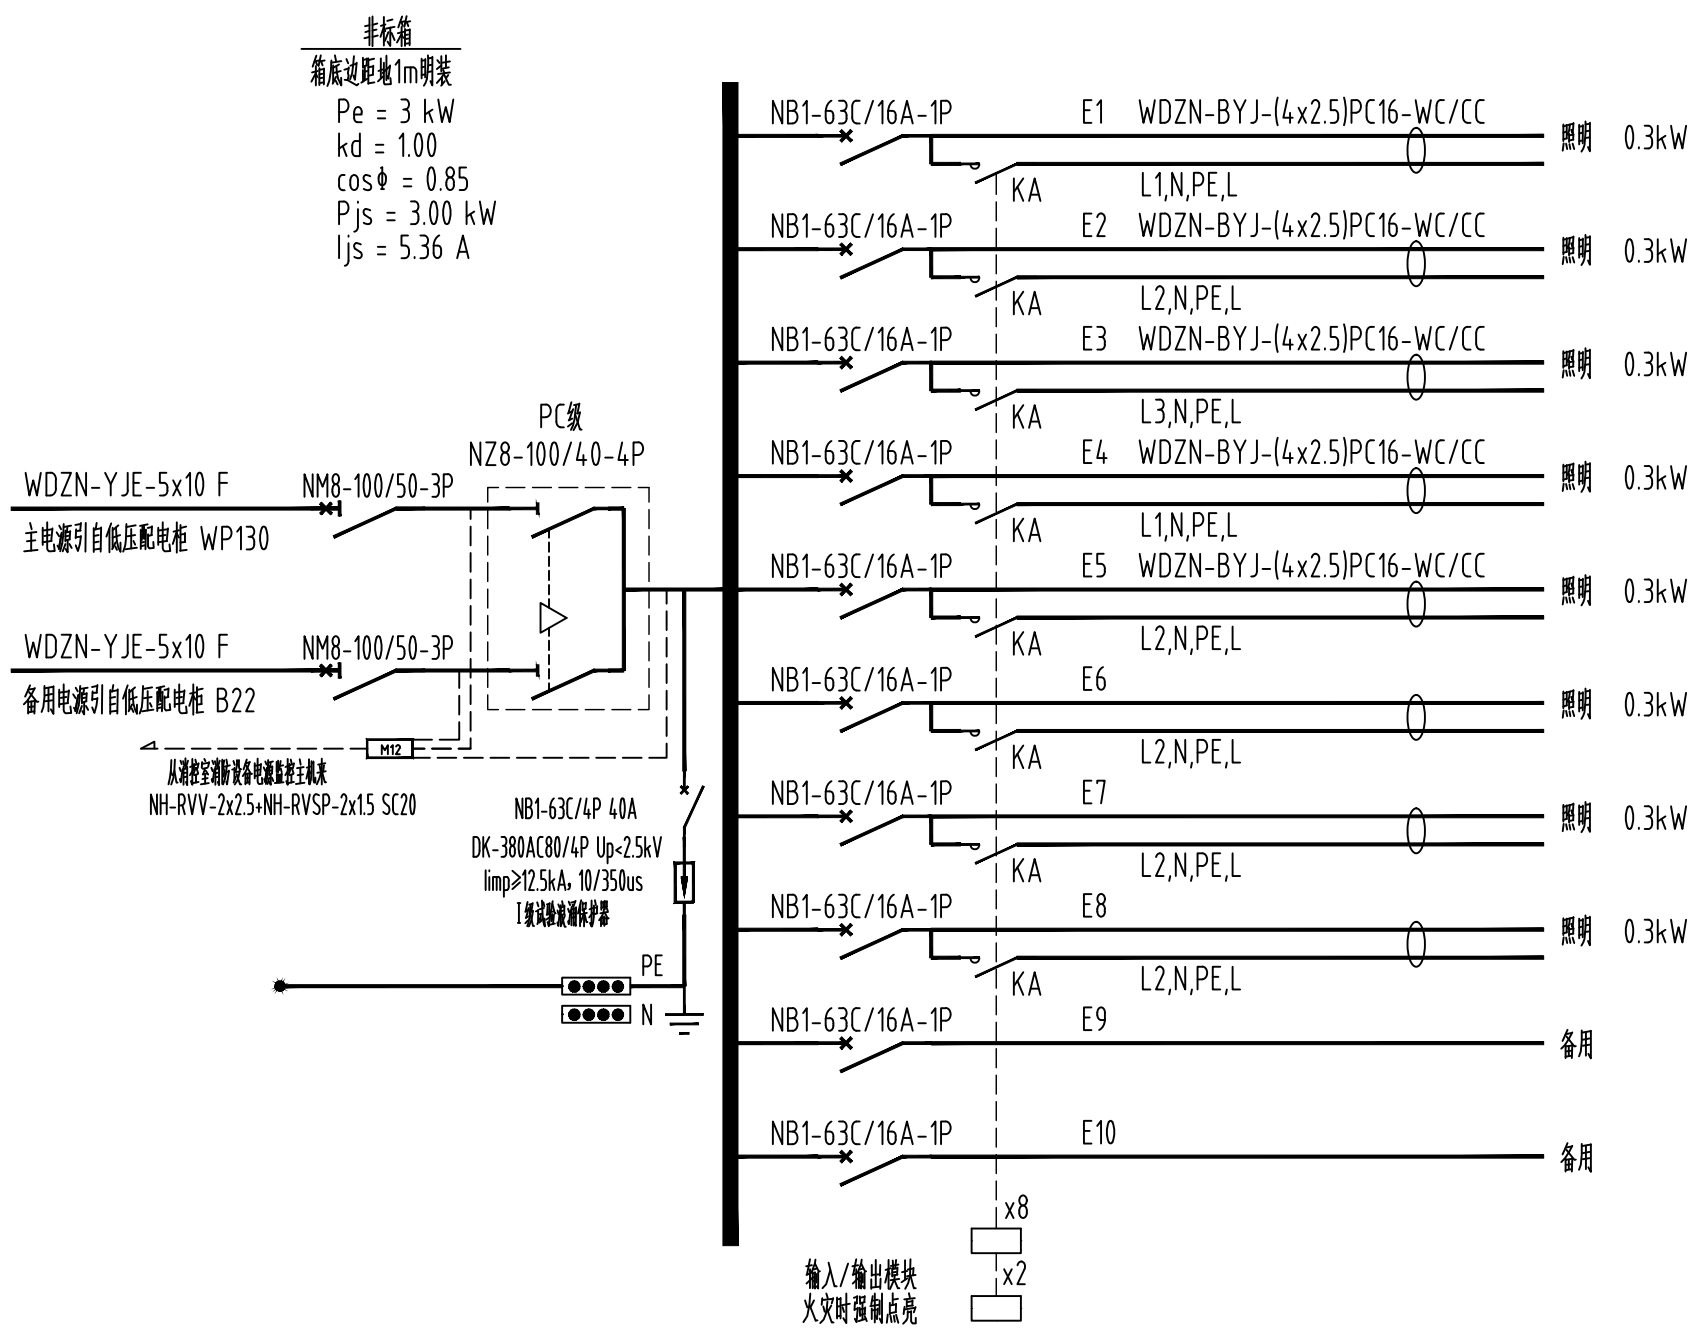 非标箱
箱底边距地1m明装
Pe = 3 kW
kd = 1.00
cosΦ = 0.85
Pjs = 3.00 kW
Ijs = 5.36 A
PC级
NZ8-100/40-4P
WDZN-YJE-5x10 F
NM8-100/50-3P
主电源引自低压配电柜 WP130
WDZN-YJE-5x10 F
NM8-100/50-3P
备用电源引自低压配电柜 B22
M12
从消控室消防设备电源监控主机来
NH-RVV-2x2.5+NH-RVSP-2x1.5 SC20
NB1-63C/4P 40A
DK-380AC80/4P Up<2.5kV
Iimp≥12.5kA, 10/350us
I级试验浪涌保护器
PE
N
NB1-63C/16A-1P E1 WDZN-BYJ-(4x2.5)PC16-WC/CC 照明 0.3kW
KA L1,N,PE,L
NB1-63C/16A-1P E2 WDZN-BYJ-(4x2.5)PC16-WC/CC 照明 0.3kW
KA L2,N,PE,L
NB1-63C/16A-1P E3 WDZN-BYJ-(4x2.5)PC16-WC/CC 照明 0.3kW
KA L3,N,PE,L
NB1-63C/16A-1P E4 WDZN-BYJ-(4x2.5)PC16-WC/CC 照明 0.3kW
KA L1,N,PE,L
NB1-63C/16A-1P E5 WDZN-BYJ-(4x2.5)PC16-WC/CC 照明 0.3kW
KA L2,N,PE,L
NB1-63C/16A-1P E6 照明 0.3kW
KA L2,N,PE,L
NB1-63C/16A-1P E7 照明 0.3kW
KA L2,N,PE,L
NB1-63C/16A-1P E8 照明 0.3kW
KA L2,N,PE,L
NB1-63C/16A-1P E9 备用
NB1-63C/16A-1P E10 备用
x8
x2
输入/输出模块
火灾时强制点亮